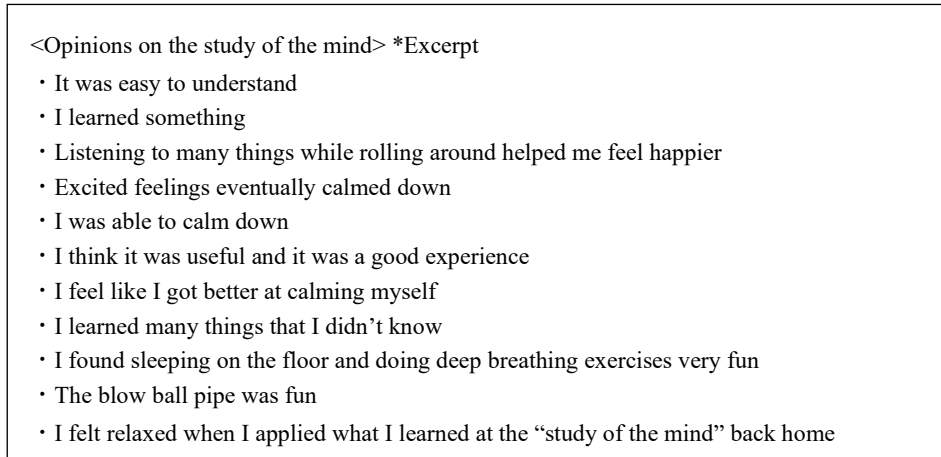 <Opinions on the study of the mind> *Excerpt
・It was easy to understand
・I learned something
・Listening to many things while rolling around helped me feel happier
・Excited feelings eventually calmed down
・I was able to calm down
・I think it was useful and it was a good experience
・I feel like I got better at calming myself
・I learned many things that I didn’t know
・I found sleeping on the floor and doing deep breathing exercises very fun
・The blow ball pipe was fun
・I felt relaxed when I applied what I learned at the “study of the mind” back home